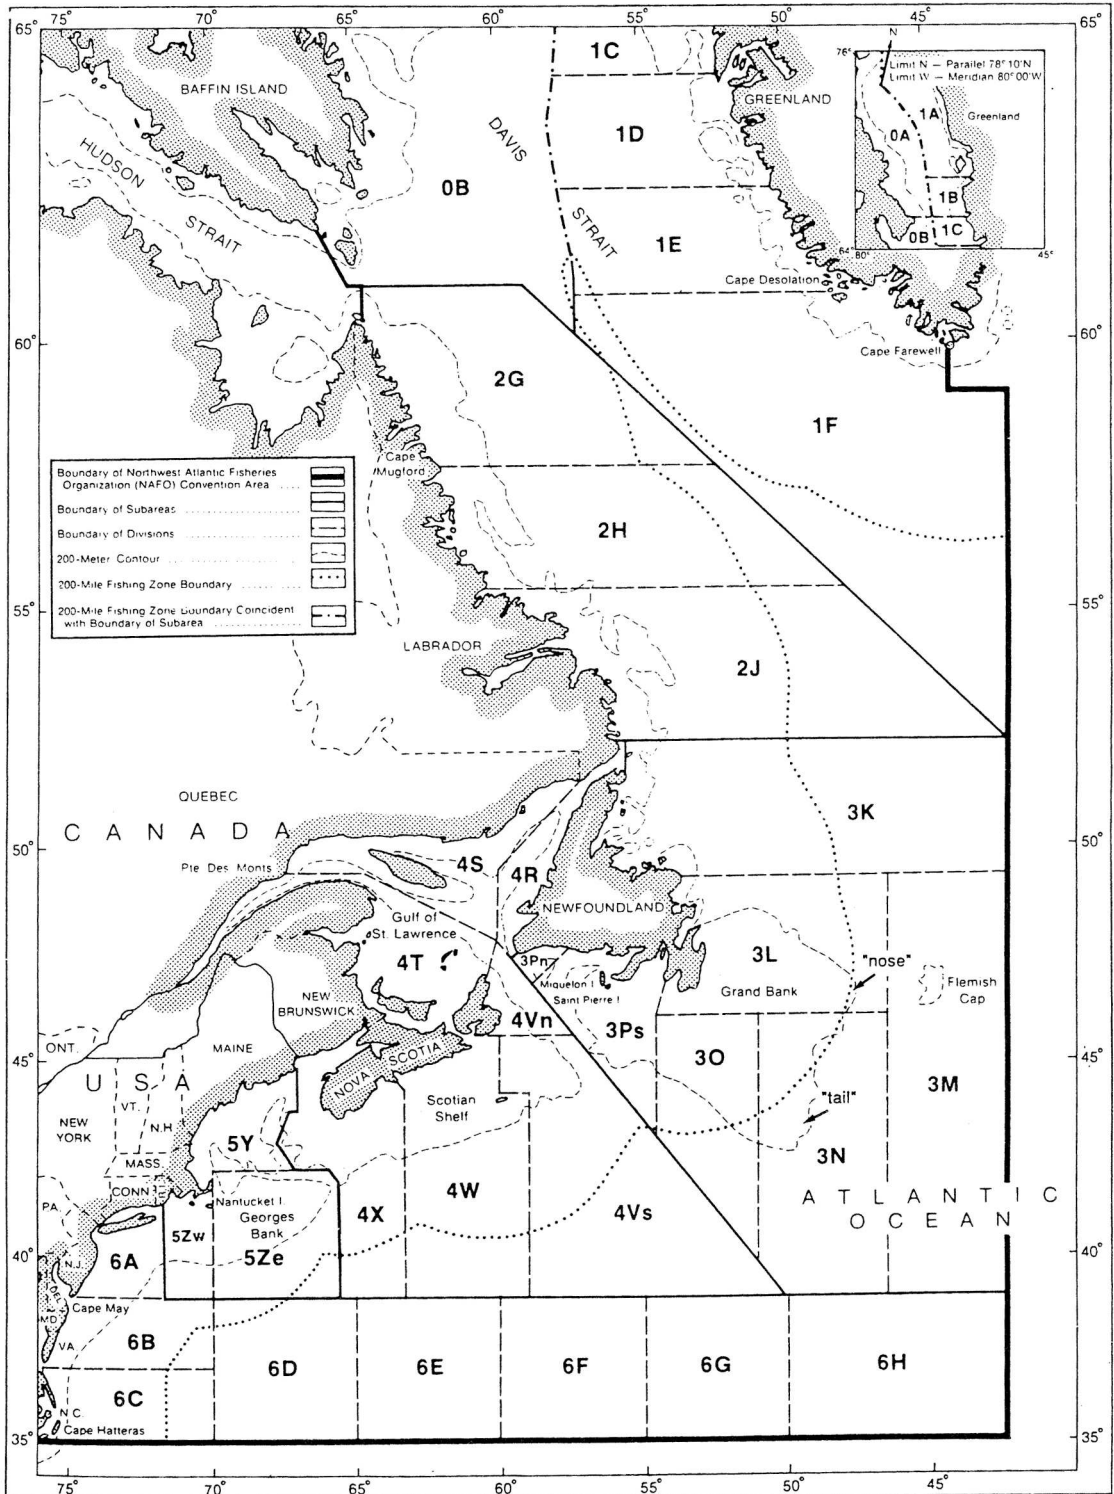 65° 60° 55° 50° 45°
65° 65°
BAFFIN ISLAND
HUDSON
STRAIT
DAVIS
STRAIT
0B
1C
1D
1E
GREENLAND
Cape Desolation
Cape Farewell
N
76°
Limit N – Parallel 78°10'N
Limit W – Meridian 80°00'W
1A
Greenland
0A
1B
1C
0B
64°
80° 45°
60° 60°
2G
1F
Cape
Mugford
Boundary of Northwest Atlantic Fisheries
Organization (NAFO) Convention Area ....
Boundary of Subareas ....................
Boundary of Divisions ....................
200-Meter Contour ....................
200-Mile Fishing Zone Boundary ..........
200-Mile Fishing Zone Boundary Coincident
with Boundary of Subarea ..............
2H
55° 55°
LABRADOR
2J
QUEBEC
CANADA
3K
50° 50°
Pte Des Monts
4S
4R
NEWFOUNDLAND
Gulf of
St. Lawrence
4T
3Pn
Miquelon I.
Saint Pierre I.
3L
Grand Bank
"nose"
Flemish
Cap
NEW
BRUNSWICK
4Vn
3Ps
3O
3M
ONT.
MAINE
45° 45°
USA
NOVA SCOTIA
Scotian
Shelf
"tail"
VT.
N.H.
NEW
YORK
MASS.
5Y
3N
CONN
R.I.
PA.
Nantucket I.
Georges
Bank
4X
4W
4Vs
ATLANTIC
OCEAN
5Zw
5Ze
40° 40°
N.J.
6A
DEL
MD.
Cape May
VA.
6B
6D
6E
6F
6G
6H
6C
N.C.
Cape Hatteras
35° 35°
75° 70° 65° 60° 55° 50° 45°